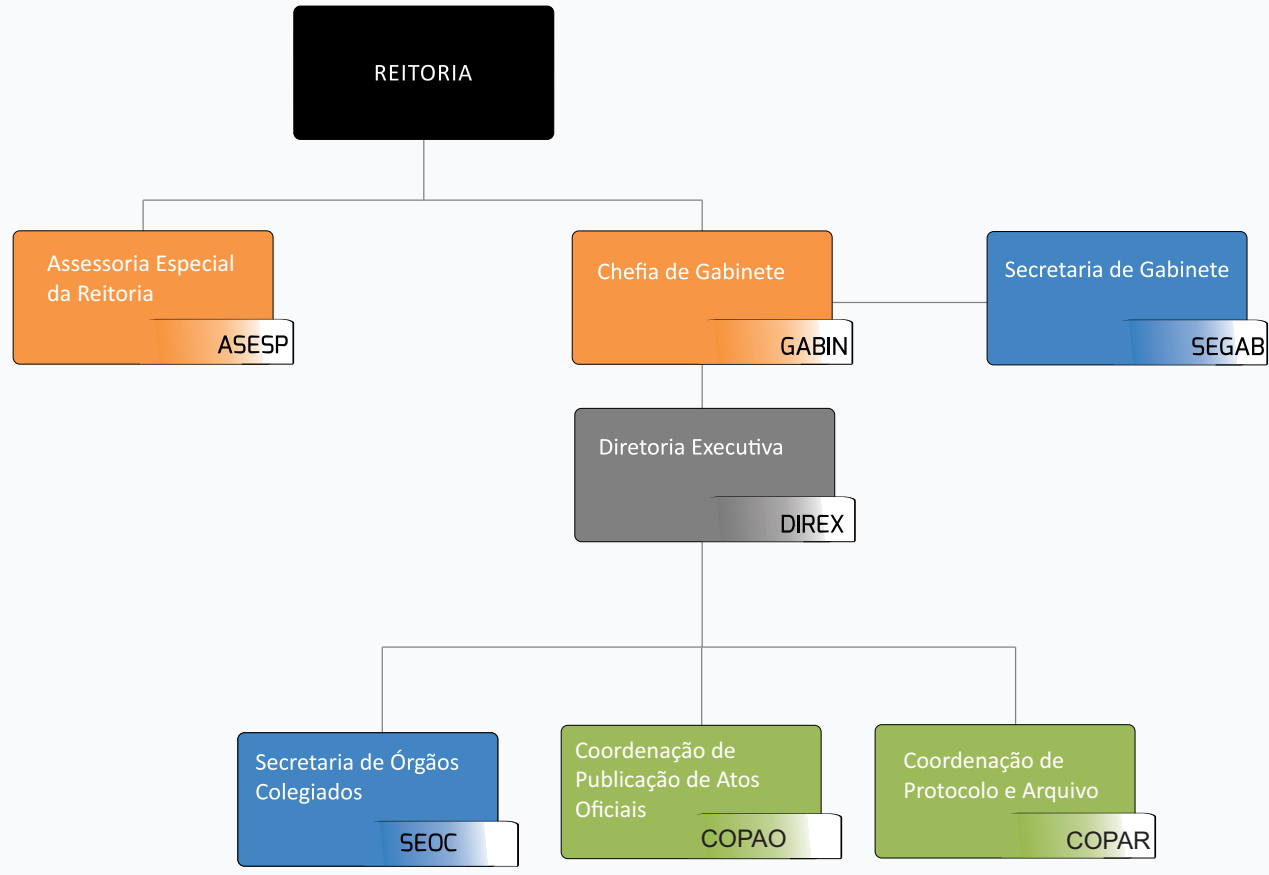 REITORIA
Assessoria Especial
da Reitoria
ASESP
Chefia de Gabinete
GABIN
Secretaria de Gabinete
SEGAB
Diretoria Executiva
DIREX
Secretaria de Órgãos
Colegiados
SEOC
Coordenação de
Publicação de Atos
Oficiais
COPAO
Coordenação de
Protocolo e Arquivo
COPAR